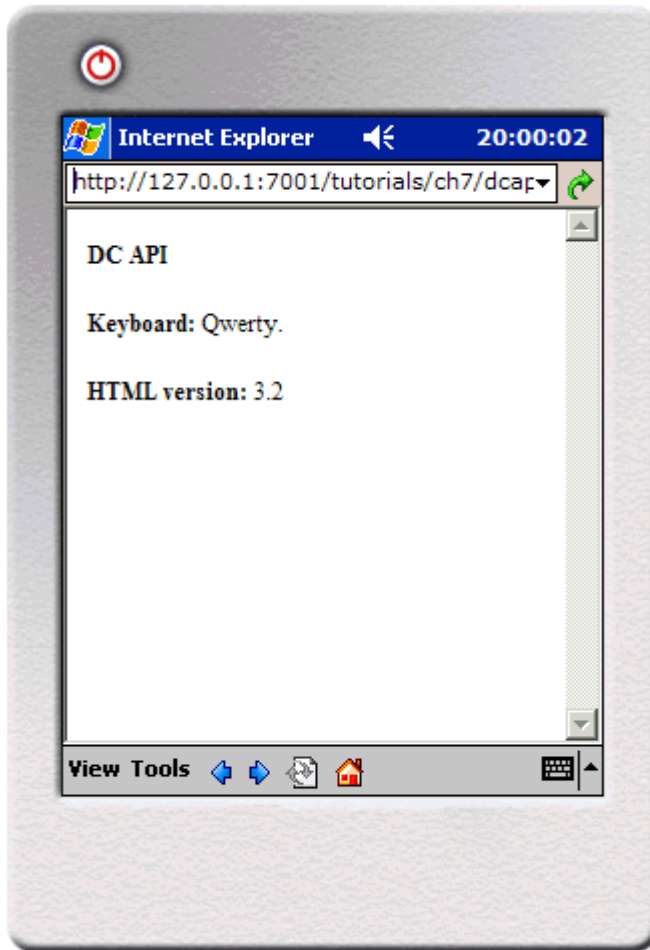 Internet Explorer 20:00:02
http://127.0.0.1:7001/tutorials/ch7/dcap
DC API
Keyboard: Qwerty.
HTML version: 3.2
View Tools